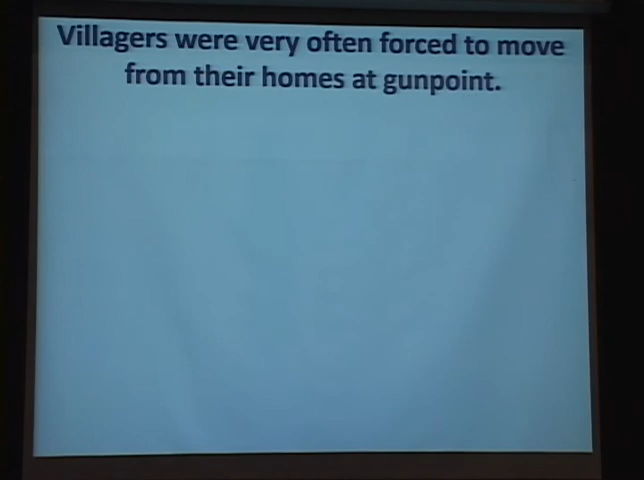 Villagers were very often forced to move
from their homes at gunpoint.